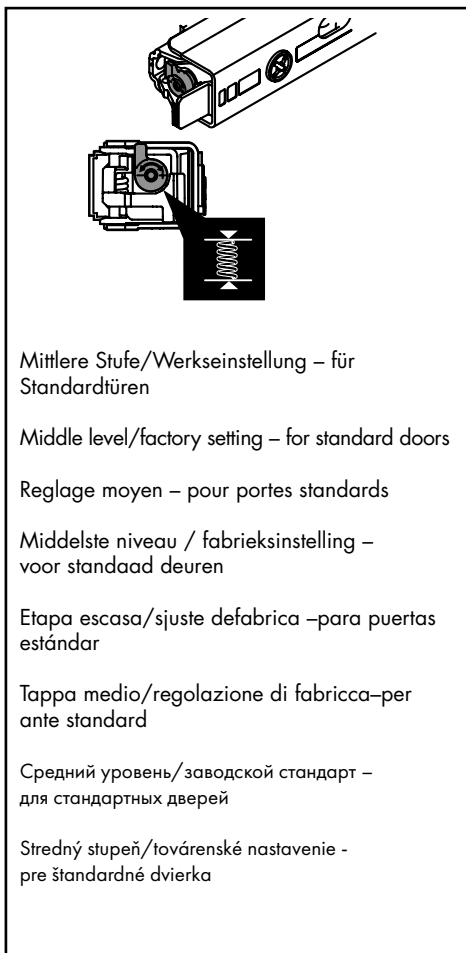 Mittlere Stufe/Werkseinstellung – für
Standardtüren
Middle level/factory setting – for standard doors
Reglage moyen – pour portes standards
Middelste niveau / fabrieksinstelling –
voor standaad deuren
Etapa escasa/sjuste defabrica –para puertas
estándar
Tappa medio/regolazione di fabricca–per
ante standard
Средний уровень/заводской стандарт –
для стандартных дверей
Stredný stupeň/továrenské nastavenie -
pre štandardné dvierka